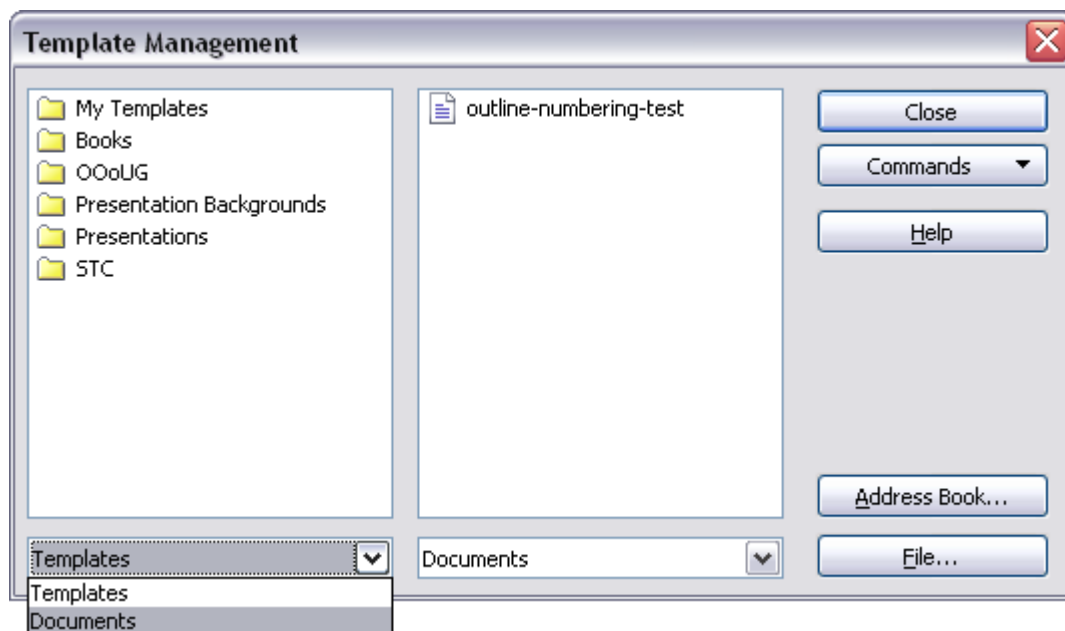 Template Management
My Templates
Books
OOoUG
Presentation Backgrounds
Presentations
STC
outline-numbering-test
Close
Commands
Help
Address Book...
File...
Templates
Documents
Templates
Documents